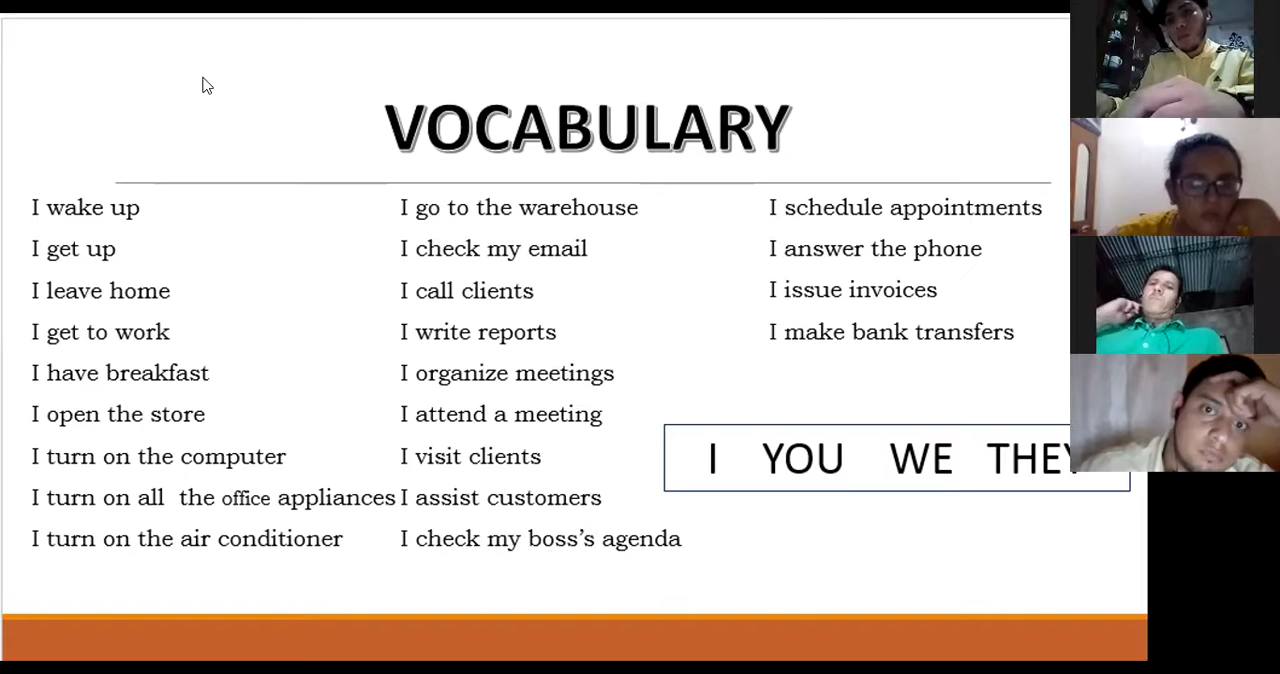 VOCABULARY
I wake up
I get up
I leave home
I get to work
I have breakfast
I open the store
I turn on the computer
I turn on all the office appliances
I turn on the air conditioner
I go to the warehouse
I check my email
I call clients
I write reports
I organize meetings
I attend a meeting
I visit clients
I assist customers
I check my boss’s agenda
I schedule appointments
I answer the phone
I issue invoices
I make bank transfers
I YOU WE THEY